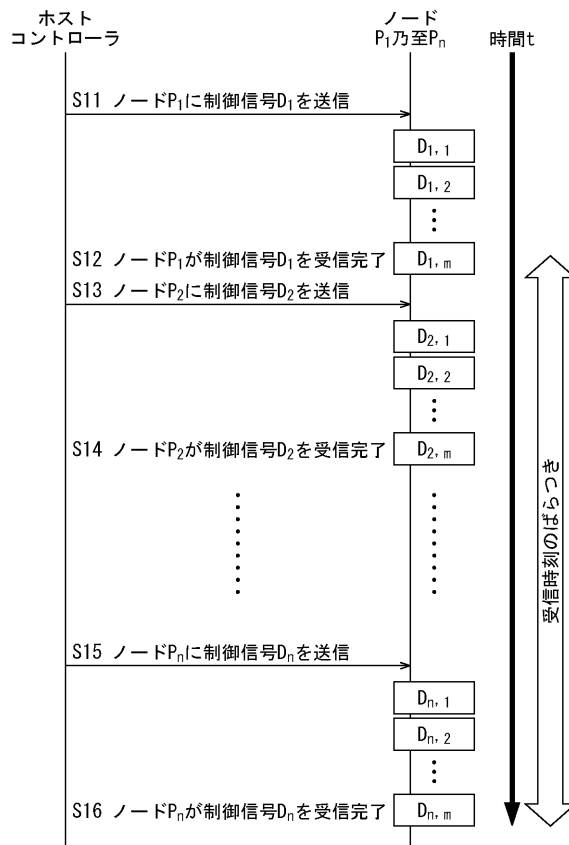 ホスト
コントローラ
ノード
P₁乃至Pₙ
時間t
S11 ノードP₁に制御信号D₁を送信
D₁,₁
D₁,₂
S12 ノードP₁が制御信号D₁を受信完了
D₁,ₘ
S13 ノードP₂に制御信号D₂を送信
D₂,₁
D₂,₂
S14 ノードP₂が制御信号D₂を受信完了
D₂,ₘ
受信時刻のばらつき
S15 ノードPₙに制御信号Dₙを送信
Dₙ,₁
Dₙ,₂
S16 ノードPₙが制御信号Dₙを受信完了
Dₙ,ₘ